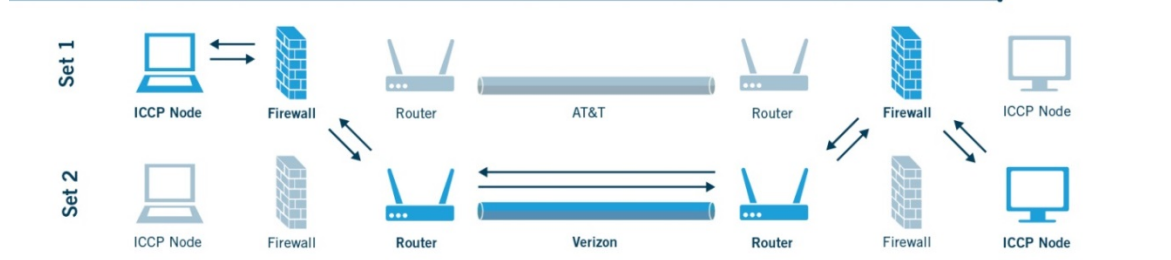 Set 1
ICCP Node
Firewall
Router
AT&T
Router
Firewall
ICCP Node
Set 2
ICCP Node
Firewall
Router
Verizon
Router
Firewall
ICCP Node